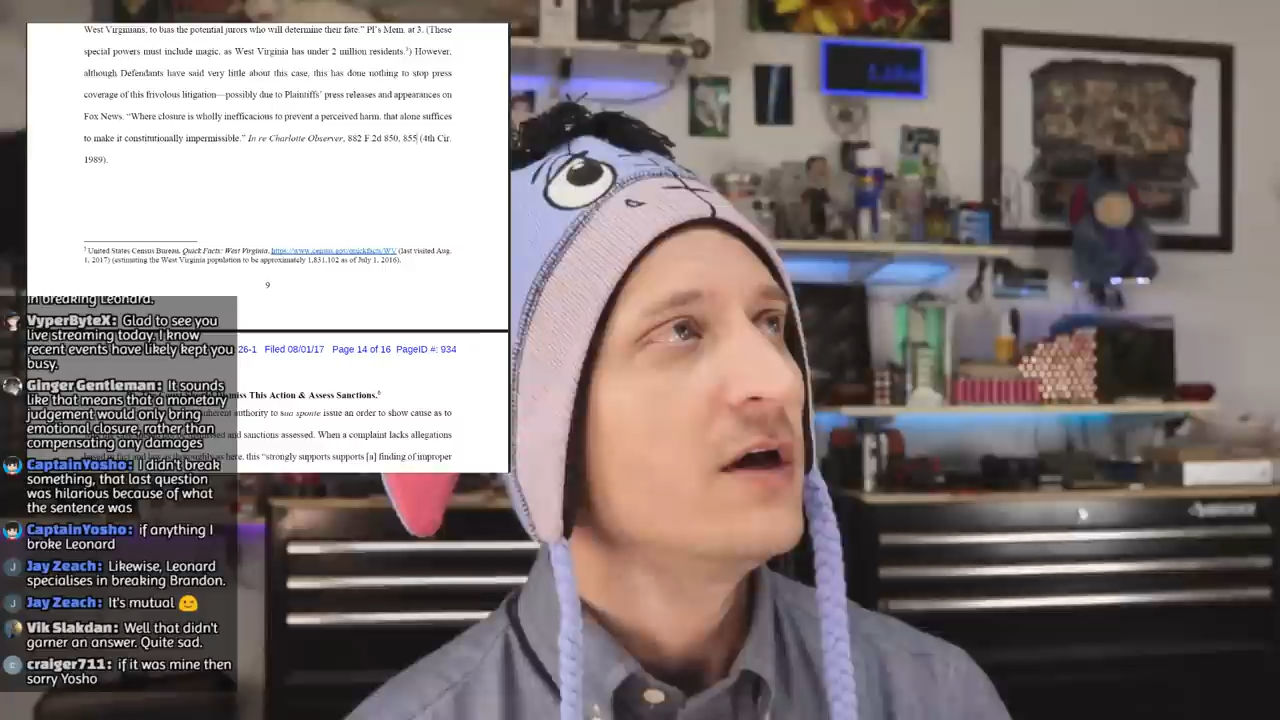 West Virginians, to bias the potential jurors who will determine their fate." Pl's Mem. at 3. (These
special powers must include magic, as West Virginia has under 2 million residents.⁵) However,
although Defendants have said very little about this case, this has done nothing to stop press
coverage of this frivolous litigation—possibly due to Plaintiffs' press releases and appearances on
Fox News. "Where closure is wholly inefficacious to prevent a perceived harm, that alone suffices
to make it constitutionally impermissible." In re Charlotte Observer, 882 F.2d 850, 855 (4th Cir.
1989).
⁵ United States Census Bureau, Quick Facts: West Virginia, https://www.census.gov/quickfacts/WV (last visited Aug.
1, 2017) (estimating the West Virginia population to be approximately 1,831,102 as of July 1, 2016).
9
26-1 Filed 08/01/17 Page 14 of 16 PageID #: 934
miss This Action & Assess Sanctions.⁶
inherent authority to sua sponte issue an order to show cause as to
and sanctions assessed. When a complaint lacks allegations
here, this "strongly supports supports [a] finding of improper
in breaking Leonard.
VyperByteX: Glad to see you
live streaming today. I know
recent events have likely kept you
busy.
Ginger Gentleman: It sounds
like that means that a monetary
judgement would only bring
emotional closure, rather than
compensating any damages
CaptainYosho: I didn't break
something, that last question
was hilarious because of what
the sentence was
CaptainYosho: if anything I
broke Leonard
Jay Zeach: Likewise, Leonard
specialises in breaking Brandon.
Jay Zeach: It's mutual 😉
Vik Slakdan: Well that didn't
garner an answer. Quite sad.
craiger711: if it was mine then
sorry Yosho